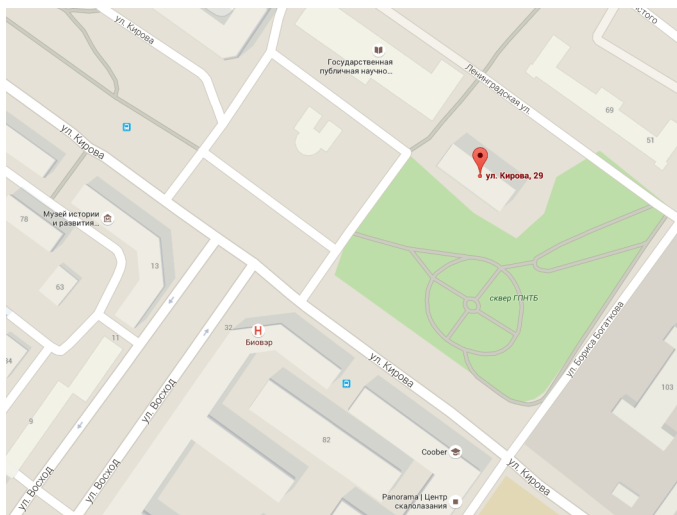 ул. Кирова
Государственная
публичная научно...
Ленинградская ул.
69
51
ул. Кирова
ул. Кирова, 29
Музей истории
и развития...
78
13
63
сквер ГПНТБ
32
Биовэр
11
ул. Бориса Богаткова
ул. Кирова
103
ул. Восход
9
82
Coober
ул. Восход
ул. Восход
ул. Кирова
Panorama | Центр
скалолазания